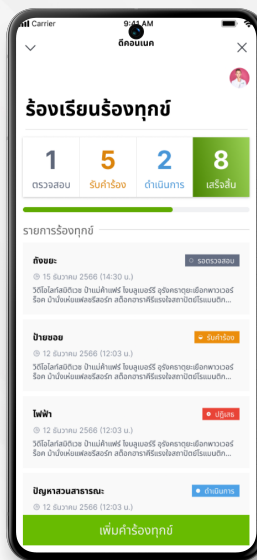 Carrier 9:41 AM
ดีคอนเนค
ร้องเรียนร้องทุกข์
1 5 2 8
ตรวจสอบ รับคำร้อง ดำเนินการ เสร็จสิ้น
รายการร้องทุกข์
ถังขยะ รอตรวจสอบ
15 ธันวาคม 2566 (14:30 น.)
ป้ายซอย รับคำร้อง
12 ธันวาคม 2566 (12:03 น.)
ไฟฟ้า ปฏิเสธ
12 ธันวาคม 2566 (12:03 น.)
ปัญหาสวนสาธารณะ ดำเนินการ
12 ธันวาคม 2566 (12:03 น.)
เพิ่มคำร้องทุกข์